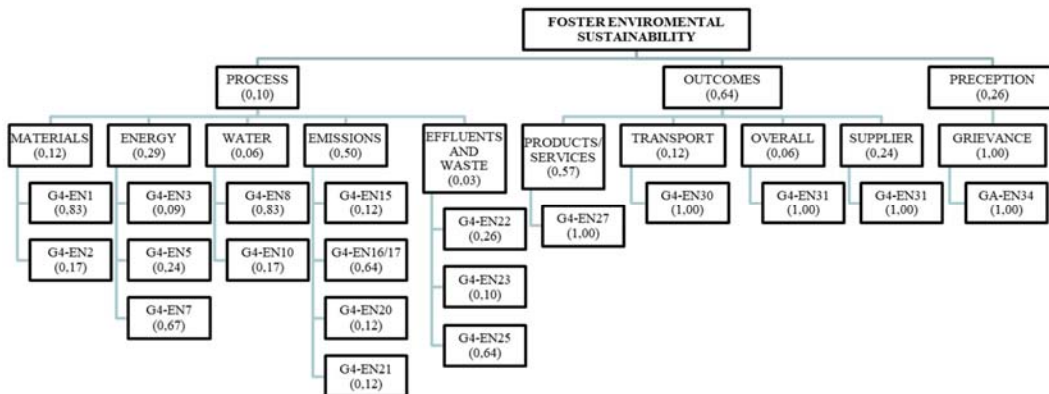 FOSTER ENVIROMENTAL
SUSTAINABILITY
PROCESS
(0,10)
OUTCOMES
(0,64)
PRECEPTION
(0,26)
MATERIALS
(0,12)
ENERGY
(0,29)
WATER
(0,06)
EMISSIONS
(0,50)
EFFLUENTS
AND
WASTE
(0,03)
PRODUCTS/
SERVICES
(0,57)
TRANSPORT
(0,12)
OVERALL
(0,06)
SUPPLIER
(0,24)
GRIEVANCE
(1,00)
G4-EN1
(0,83)
G4-EN2
(0,17)
G4-EN3
(0,09)
G4-EN5
(0,24)
G4-EN7
(0,67)
G4-EN8
(0,83)
G4-EN10
(0,17)
G4-EN15
(0,12)
G4-EN16/17
(0,64)
G4-EN20
(0,12)
G4-EN21
(0,12)
G4-EN22
(0,26)
G4-EN23
(0,10)
G4-EN25
(0,64)
G4-EN27
(1,00)
G4-EN30
(1,00)
G4-EN31
(1,00)
G4-EN31
(1,00)
GA-EN34
(1,00)